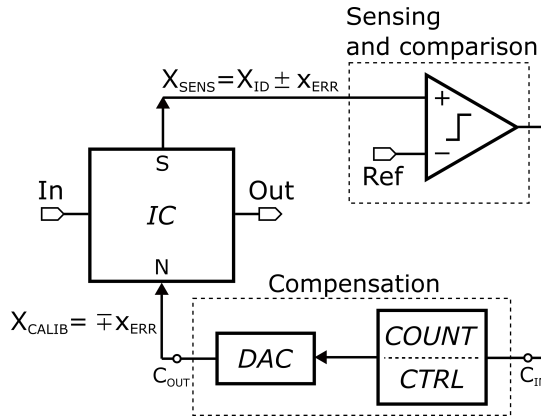 Sensing
and comparison
X_SENS=X_ID ± x_ERR
+
−
Ref
S
In
IC
Out
N
Compensation
X_CALIB= ∓x_ERR
C_OUT
DAC
COUNT
CTRL